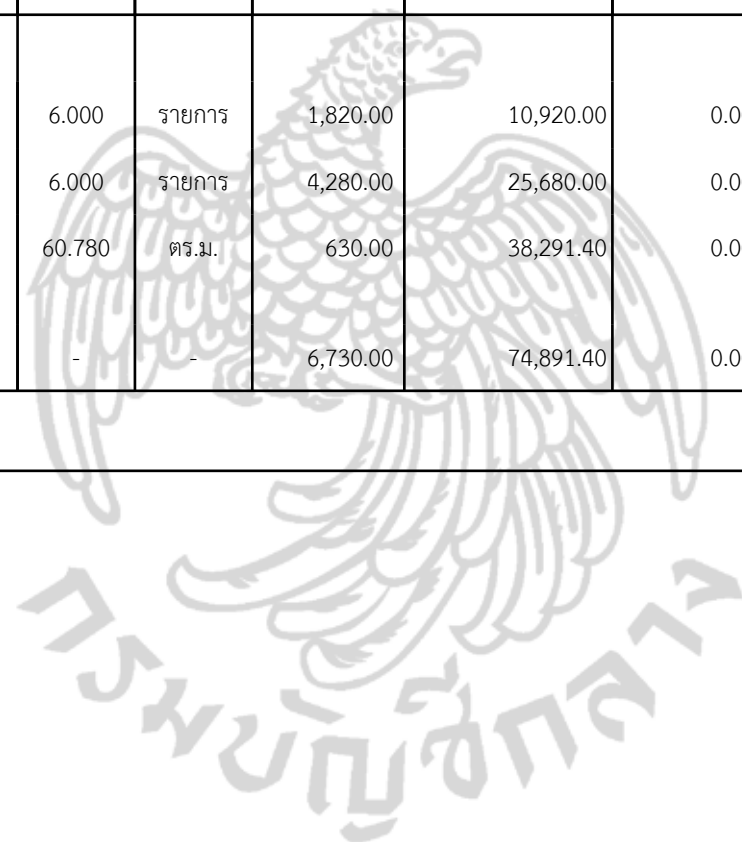 6.000 รายการ 1,820.00 10,920.00 0.0
6.000 รายการ 4,280.00 25,680.00 0.0
60.780 ตร.ม. 630.00 38,291.40 0.0
- - 6,730.00 74,891.40 0.0
กรมบัญชีกลาง